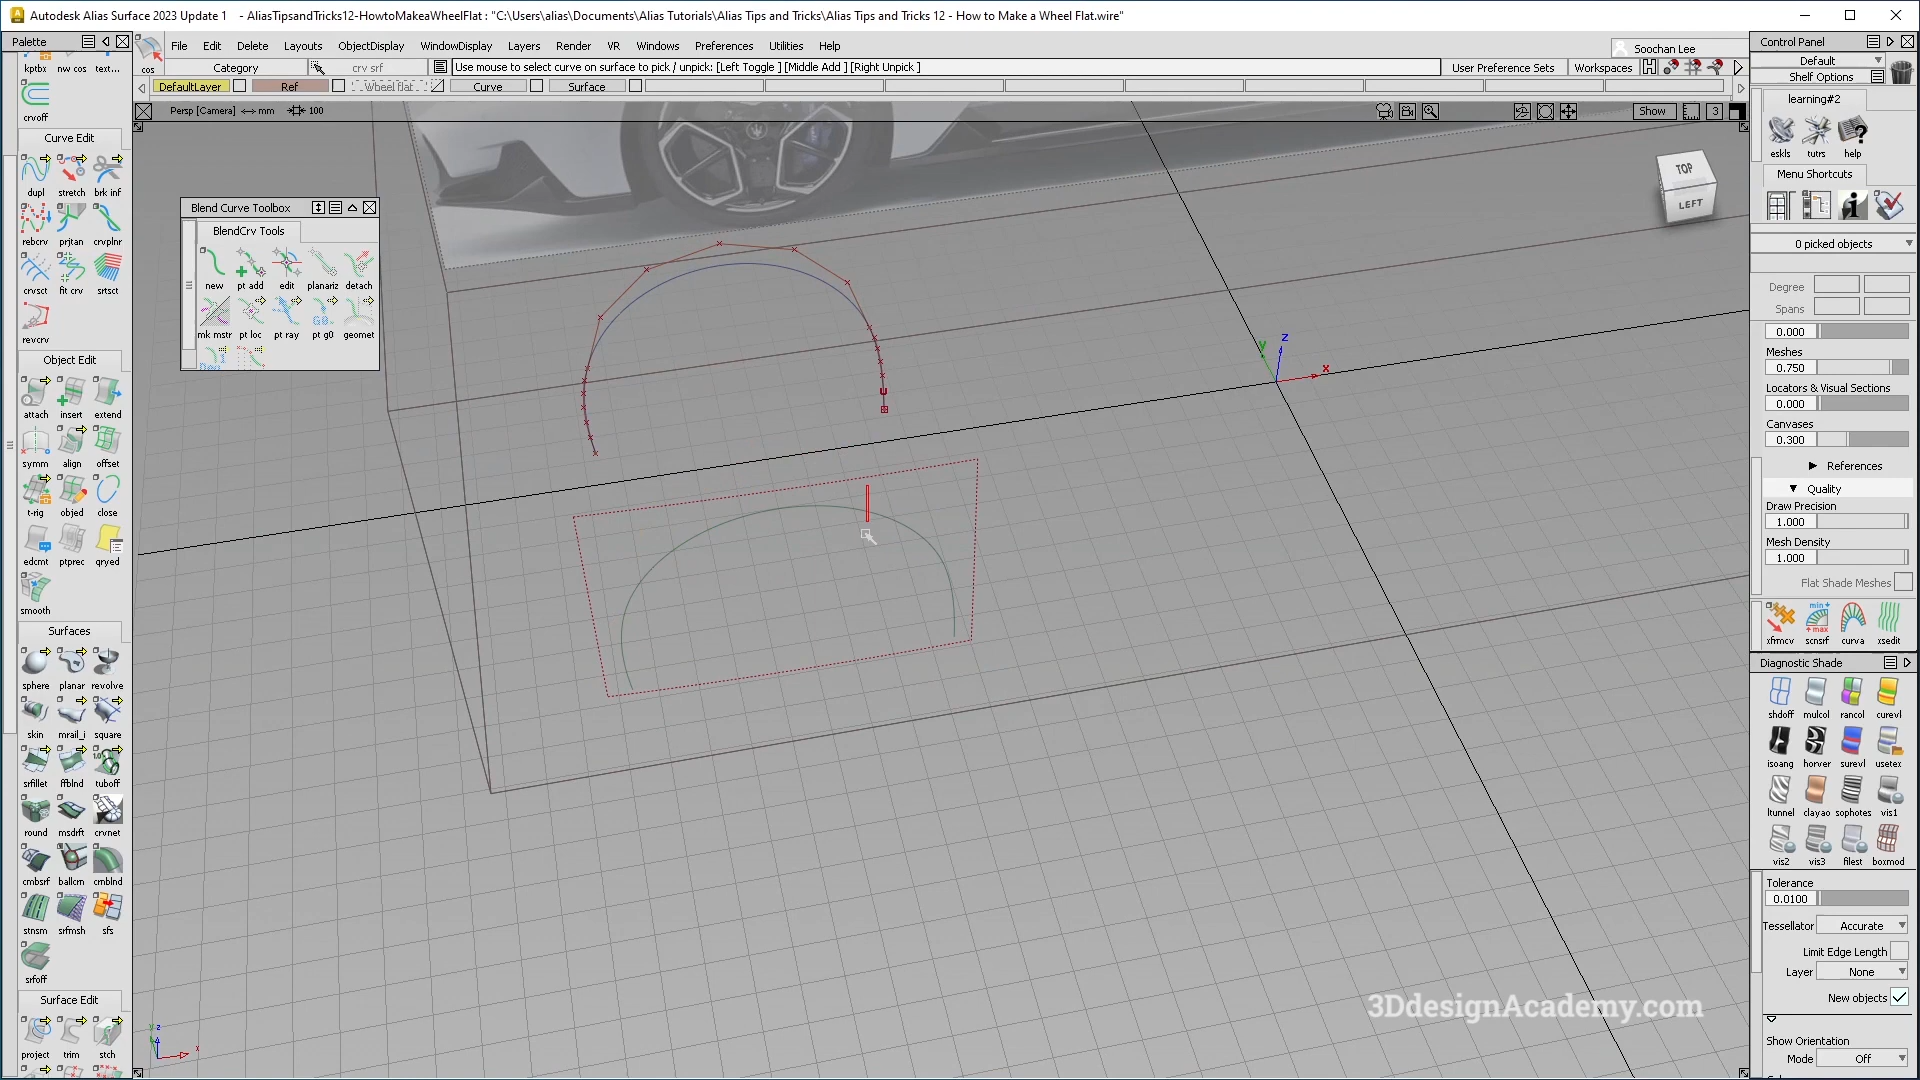 Autodesk Alias Surface 2023 Update 1 - AliasTipsandTricks12-HowtoMakeaWheelFlat : "C:\Users\alias\Documents\Alias Tutorials\Alias Tips and Tricks\Alias Tips and Tricks 12 - How to Make a Wheel Flat.wire"
Palette
File Edit Delete Layouts ObjectDisplay WindowDisplay Layers Render VR Windows Preferences Utilities Help
Soochan Lee
cos
Category
crv srf
Use mouse to select curve on surface to pick / unpick: [Left Toggle ] [Middle Add ] [Right Unpick ]
User Preference Sets
Workspaces
DefaultLayer
Ref
Wheel flat
Curve
Surface
Persp [Camera] mm 100
Show
3
kptbx nw cos text...
crvoff
Curve Edit
dupl stretch brk inf
rebcrv prjtan crvplnr
crvsct fit crv srtsct
revcrv
Object Edit
attach insert extend
symm align offset
t-rig objed close
edcmt ptprec qryed
smooth
Surfaces
sphere planar revolve
skin mrail_i square
srfillet ffblnd tuboff
round msdrft crvnet
cmbsrf ballcrn crnblnd
stnsm srfmsh sfs
srfoff
Surface Edit
project trim stch
Blend Curve Toolbox
BlendCrv Tools
new pt add edit planariz detach
mk mstr pt loc pt ray pt g0 geomet
TOP
LEFT
Y
Z
X
U
3DdesignAcademy.com
Control Panel
Default
Shelf Options
learning#2
eskls tutrs help
Menu Shortcuts
0 picked objects
Degree
Spans
0.000
Meshes
0.750
Locators & Visual Sections
0.000
Canvases
0.300
References
Quality
Draw Precision
1.000
Mesh Density
1.000
Flat Shade Meshes
xfrmcv scnsrf curva xsedit
Diagnostic Shade
shdoff mulcol rancol curevl
isoang horver surevl usetex
ltunnel clayao sophotes vis1
vis2 vis3 filest boxmod
Tolerance
0.0100
Tessellator Accurate
Limit Edge Length
Layer None
New objects
Show Orientation
Mode Off